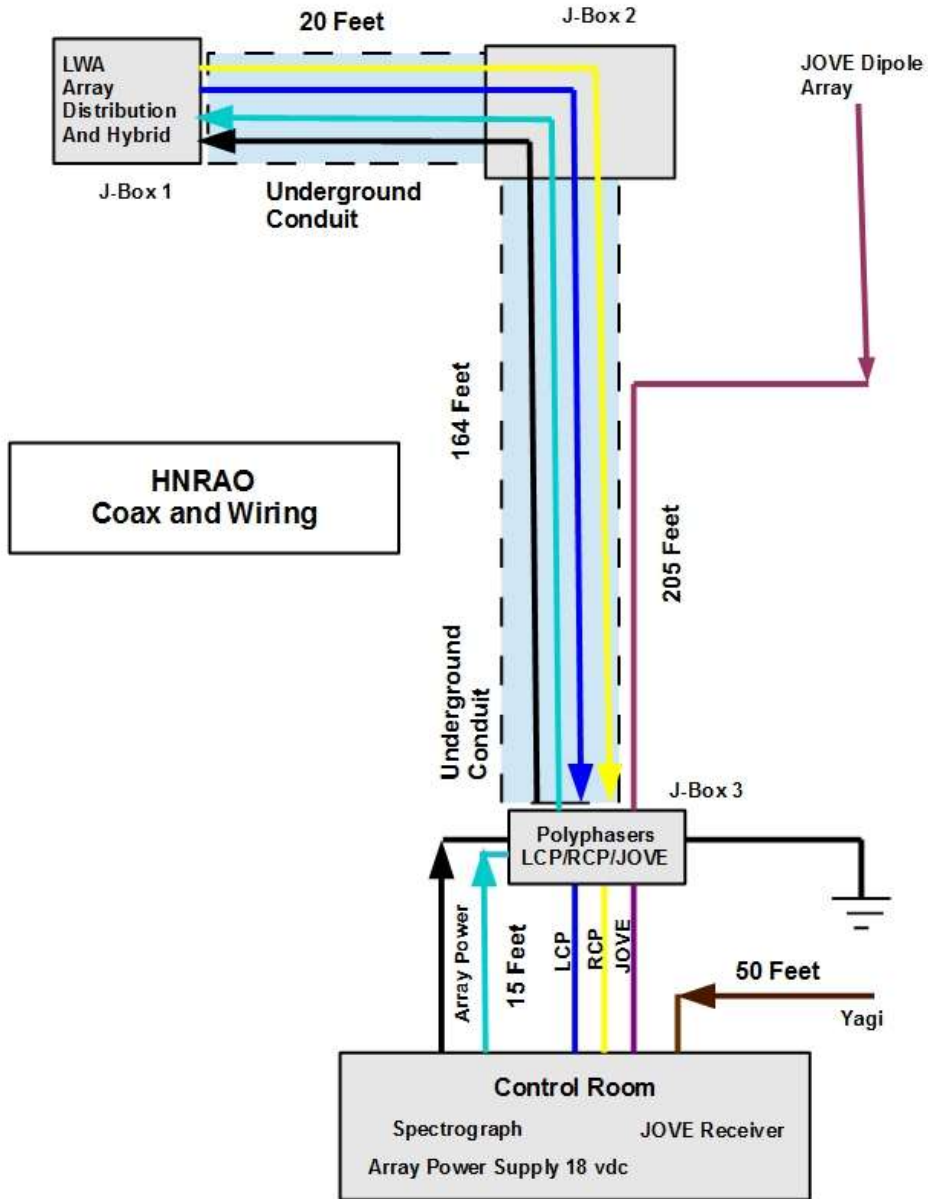 20 Feet
J-Box 2
LWA
Array
Distribution
And Hybrid
JOVE Dipole
Array
J-Box 1
Underground
Conduit
164 Feet
HNRAO
Coax and Wiring
205 Feet
Underground
Conduit
J-Box 3
Polyphasers
LCP/RCP/JOVE
Array Power
15 Feet
LCP
RCP
JOVE
50 Feet
Yagi
Control Room
Spectrograph
JOVE Receiver
Array Power Supply 18 vdc